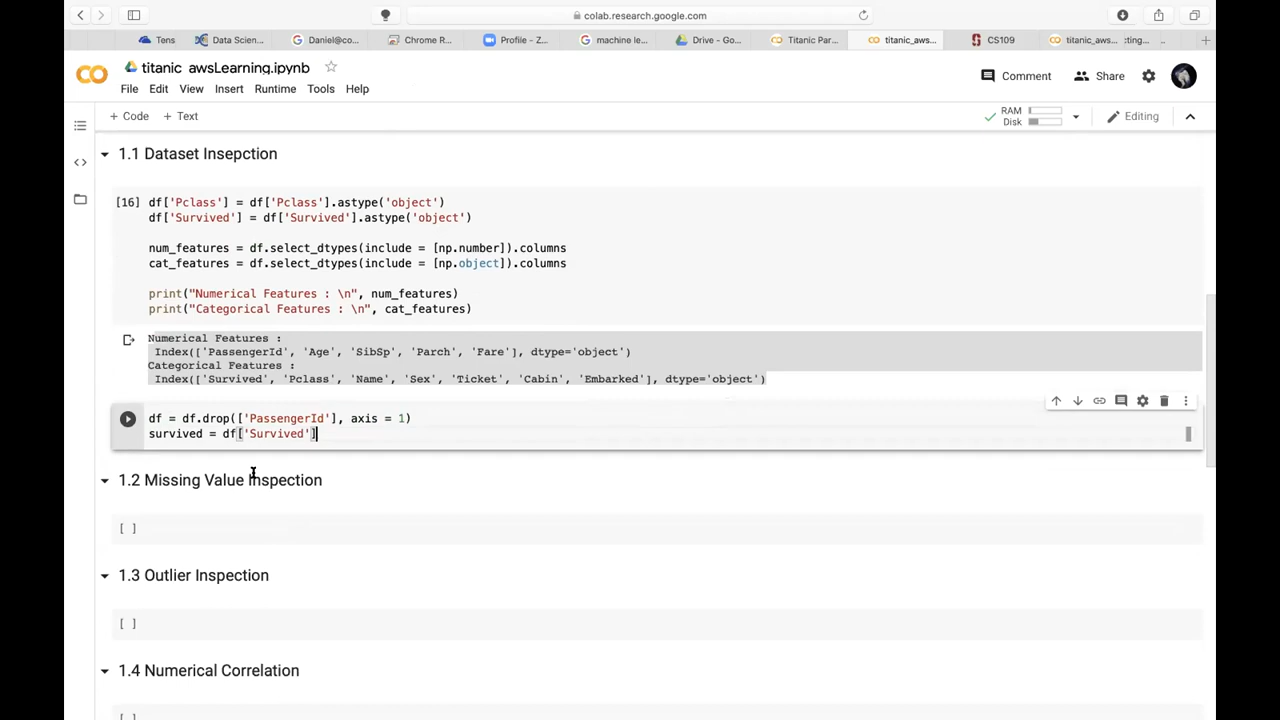 colab.research.google.com
Tens
Data Scien...
Daniel@co...
Chrome R...
Profile - Z...
machine le...
Drive - Go...
Titanic Par...
titanic_aws...
CS109
titanic_aws...
:ting...
titanic_awsLearning.ipynb
Comment
Share
File Edit View Insert Runtime Tools Help
+ Code + Text
RAM
Disk
Editing
1.1 Dataset Insepction
[16] df['Pclass'] = df['Pclass'].astype('object')
df['Survived'] = df['Survived'].astype('object')
num_features = df.select_dtypes(include = [np.number]).columns
cat_features = df.select_dtypes(include = [np.object]).columns
print("Numerical Features : \n", num_features)
print("Categorical Features : \n", cat_features)
Numerical Features :
Index(['PassengerId', 'Age', 'SibSp', 'Parch', 'Fare'], dtype='object')
Categorical Features :
Index(['Survived', 'Pclass', 'Name', 'Sex', 'Ticket', 'Cabin', 'Embarked'], dtype='object')
df = df.drop(['PassengerId'], axis = 1)
survived = df['Survived']
1.2 Missing Value Inspection
[ ]
1.3 Outlier Inspection
[ ]
1.4 Numerical Correlation
[ ]